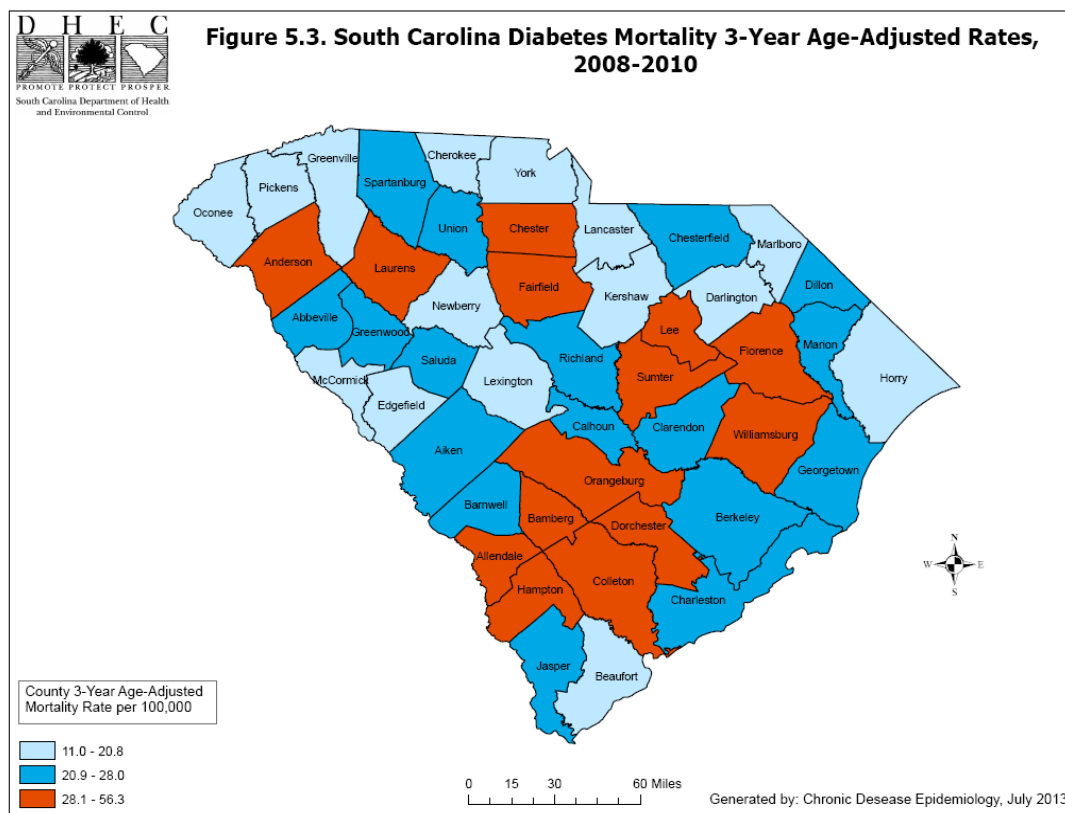 D H E C
PROMOTE PROTECT PROSPER
South Carolina Department of Health
and Environmental Control
Figure 5.3. South Carolina Diabetes Mortality 3-Year Age-Adjusted Rates,
2008-2010
Cherokee
Greenville
York
Spartanburg
Pickens
Oconee
Union
Chester
Lancaster
Chesterfield
Marlboro
Anderson
Laurens
Fairfield
Dillon
Kershaw
Darlington
Newberry
Abbeville
Greenwood
Lee
Florence
Marion
Saluda
Richland
Sumter
Horry
McCormick
Lexington
Edgefield
Calhoun
Clarendon
Williamsburg
Aiken
Georgetown
Orangeburg
Barnwell
Bamberg
Dorchester
Berkeley
Allendale
Hampton
Colleton
Charleston
Jasper
Beaufort
N
W E
S
County 3-Year Age-Adjusted
Mortality Rate per 100,000
11.0 - 20.8
20.9 - 28.0
28.1 - 56.3
0 15 30 60 Miles
Generated by: Chronic Desease Epidemiology, July 2013